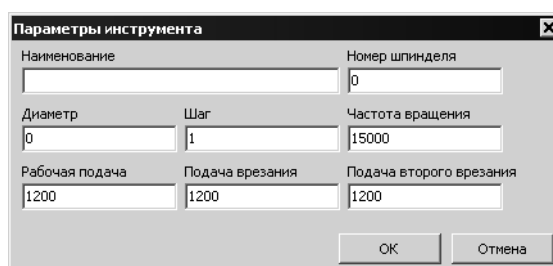 Параметры инструмента
Наименование
Номер шпинделя
0
Диаметр
Шаг
Частота вращения
0
1
15000
Рабочая подача
Подача врезания
Подача второго врезания
1200
1200
1200
OK
Отмена